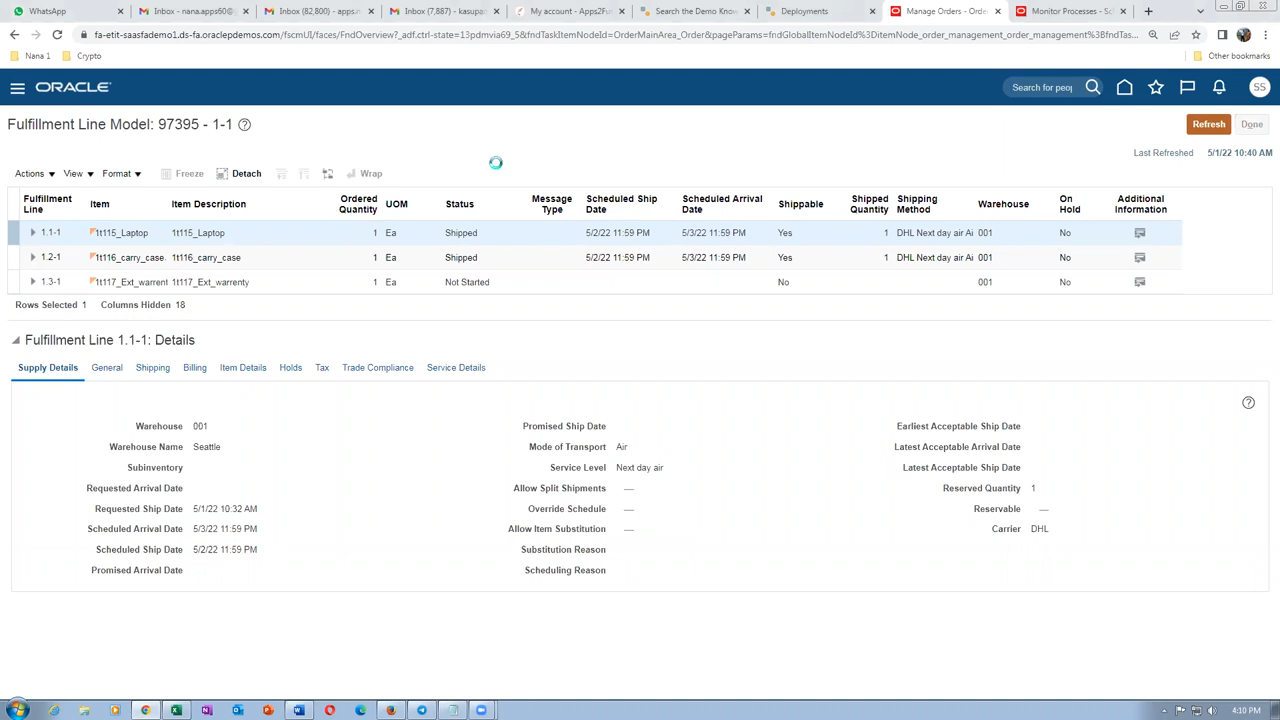 WhatsApp
Inbox - nana.apps60@
Inbox (82,800) - apps.n
Inbox (7,887) - kasupp
My account - Apps2Fu
Search the Demo Know
Deployments
Manage Orders - Orde
Monitor Processes - Sc
fa-etit-saasfademo1.ds-fa.oraclepdemos.com/fscmUI/faces/FndOverview?_adf.ctrl-state=13pdmvia69_5&fndTaskItemNodeId=OrderMainArea_Order&pageParams=fndGlobalItemNodeId%3DitemNode_order_management_order_management%3BfndTas...
Nana 1
Crypto
Other bookmarks
ORACLE
Search for peop
SS
Fulfillment Line Model: 97395 - 1-1
Refresh
Done
Last Refreshed 5/1/22 10:40 AM
Actions View Format Freeze Detach Wrap
Fulfillment Line Item Item Description Ordered Quantity UOM Status Message Type Scheduled Ship Date Scheduled Arrival Date Shippable Shipped Quantity Shipping Method Warehouse On Hold Additional Information
1.1-1 1t115_Laptop 1t115_Laptop 1 Ea Shipped 5/2/22 11:59 PM 5/3/22 11:59 PM Yes 1 DHL Next day air Ai 001 No
1.2-1 1t116_carry_case. 1t116_carry_case 1 Ea Shipped 5/2/22 11:59 PM 5/3/22 11:59 PM Yes 1 DHL Next day air Ai 001 No
1.3-1 1t117_Ext_warrent 1t117_Ext_warrenty 1 Ea Not Started No 001 No
Rows Selected 1 Columns Hidden 18
Fulfillment Line 1.1-1: Details
Supply Details General Shipping Billing Item Details Holds Tax Trade Compliance Service Details
Warehouse 001
Warehouse Name Seattle
Subinventory
Requested Arrival Date
Requested Ship Date 5/1/22 10:32 AM
Scheduled Arrival Date 5/3/22 11:59 PM
Scheduled Ship Date 5/2/22 11:59 PM
Promised Arrival Date
Promised Ship Date
Mode of Transport Air
Service Level Next day air
Allow Split Shipments —
Override Schedule —
Allow Item Substitution —
Substitution Reason
Scheduling Reason
Earliest Acceptable Ship Date
Latest Acceptable Arrival Date
Latest Acceptable Ship Date
Reserved Quantity 1
Reservable —
Carrier DHL
4:10 PM